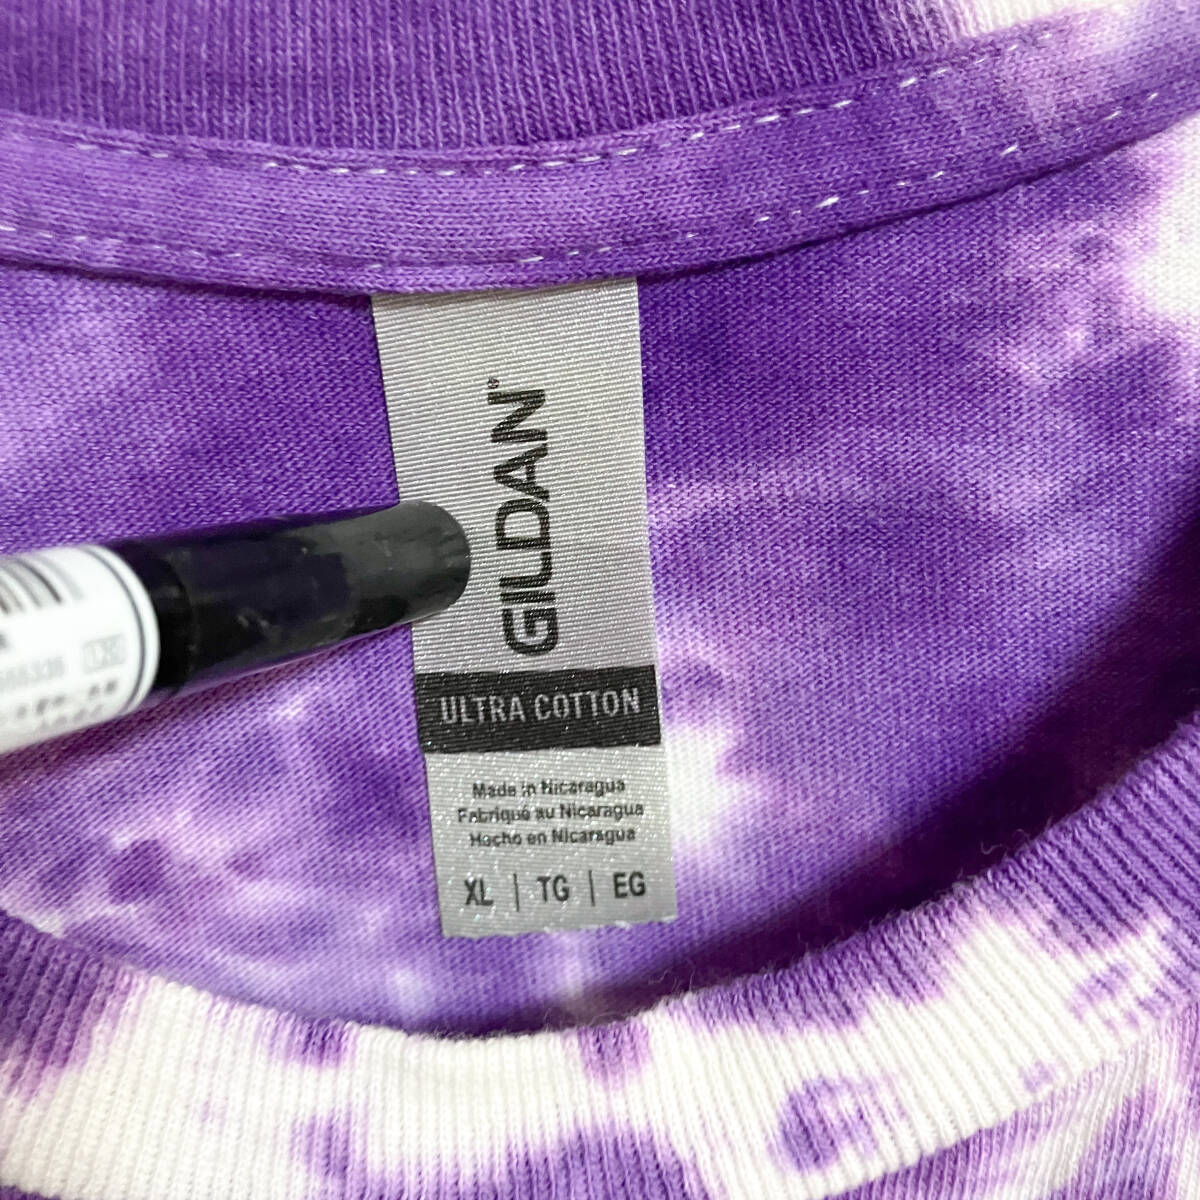 GILDAN®
ULTRA COTTON
Made in Nicaragua
Fabriqué au Nicaragua
Hecho en Nicaragua
XL | TG | EG